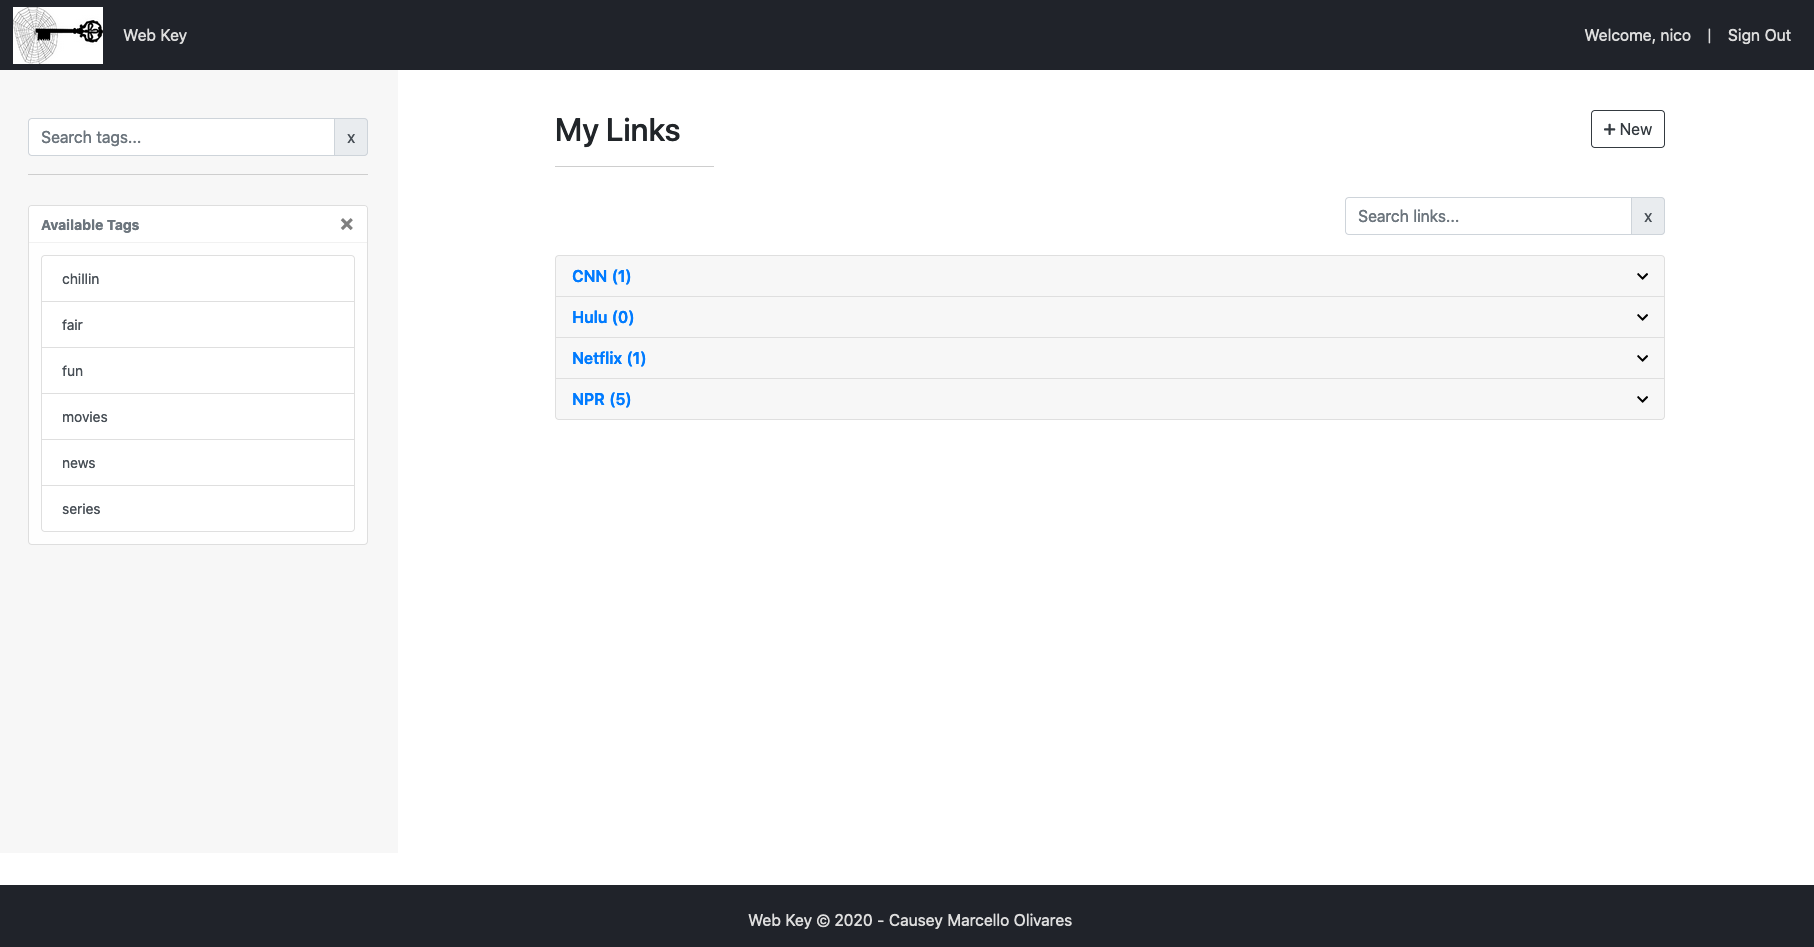 Web Key
Welcome, nico | Sign Out
Search tags...
x
Available Tags
chillin
fair
fun
movies
news
series
My Links
New
Search links...
x
CNN (1)
Hulu (0)
Netflix (1)
NPR (5)
Web Key © 2020 - Causey Marcello Olivares